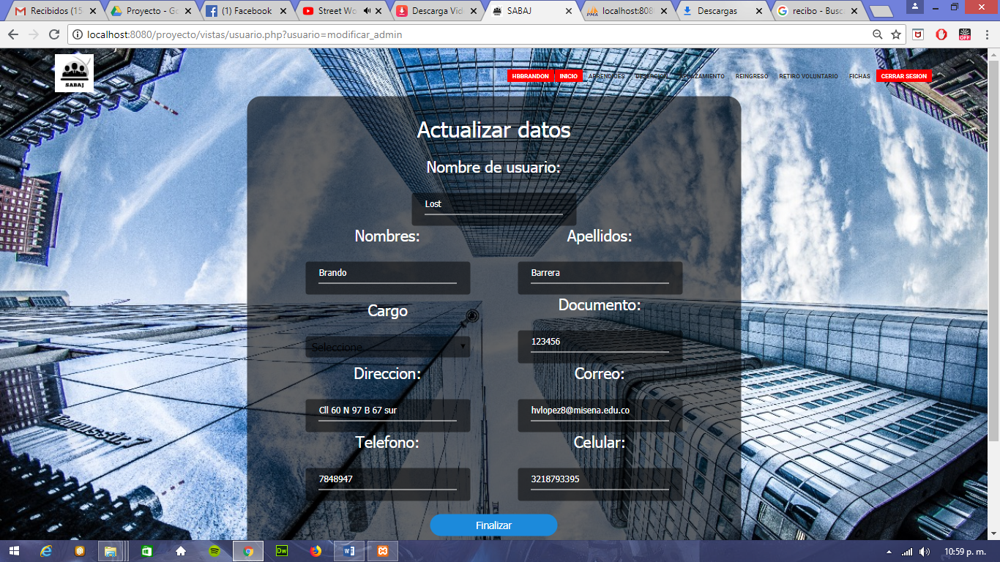 Recibidos (15
Proyecto - Go
(1) Facebook
Street Wo
Descarga Vid
SABAJ
localhost:808
Descargas
recibo - Busc
localhost:8080/proyecto/vistas/usuario.php?usuario=modificar_admin
OFF
SABAJ
HBBRANDON INICIO APRENDICES DESERCION APLAZAMIENTO REINGRESO RETIRO VOLUNTARIO FICHAS CERRAR SESION
Actualizar datos
Nombre de usuario:
Lost
Nombres: Apellidos:
Brando Barrera
Cargo Documento:
Seleccione 123456
Direccion: Correo:
Cll 60 N 97 B 67 sur hvlopez8@misena.edu.co
Telefono: Celular:
7848947 3218793395
Finalizar
10:59 p. m.